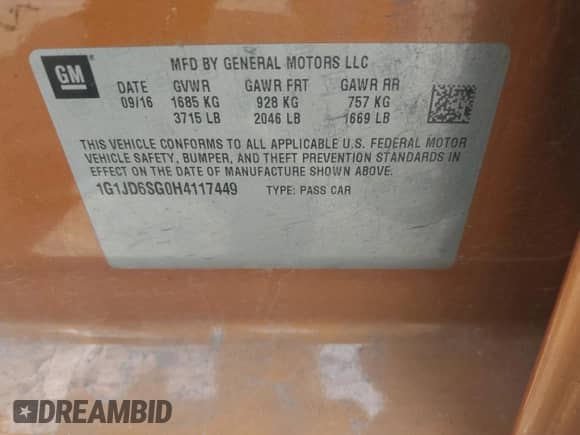 GM
MFD BY GENERAL MOTORS LLC
DATE GVWR GAWR FRT GAWR RR
09/16 1685 KG 928 KG 757 KG
3715 LB 2046 LB 1669 LB
THIS VEHICLE CONFORMS TO ALL APPLICABLE U.S. FEDERAL MOTOR
VEHICLE SAFETY, BUMPER, AND THEFT PREVENTION STANDARDS IN
EFFECT ON THE DATE OF MANUFACTURE SHOWN ABOVE.
1G1JD6SG0H4117449 TYPE: PASS CAR
DREAMBID